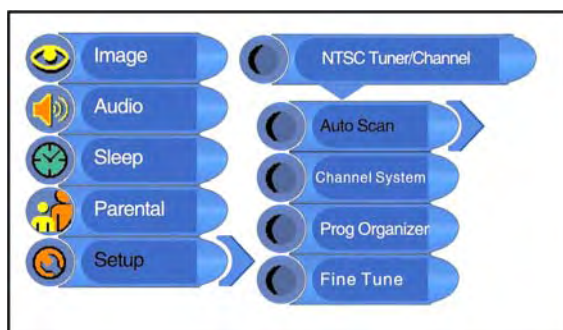 Image
Audio
Sleep
Parental
Setup
NTSC Tuner/Channel
Auto Scan
Channel System
Prog Organizer
Fine Tune